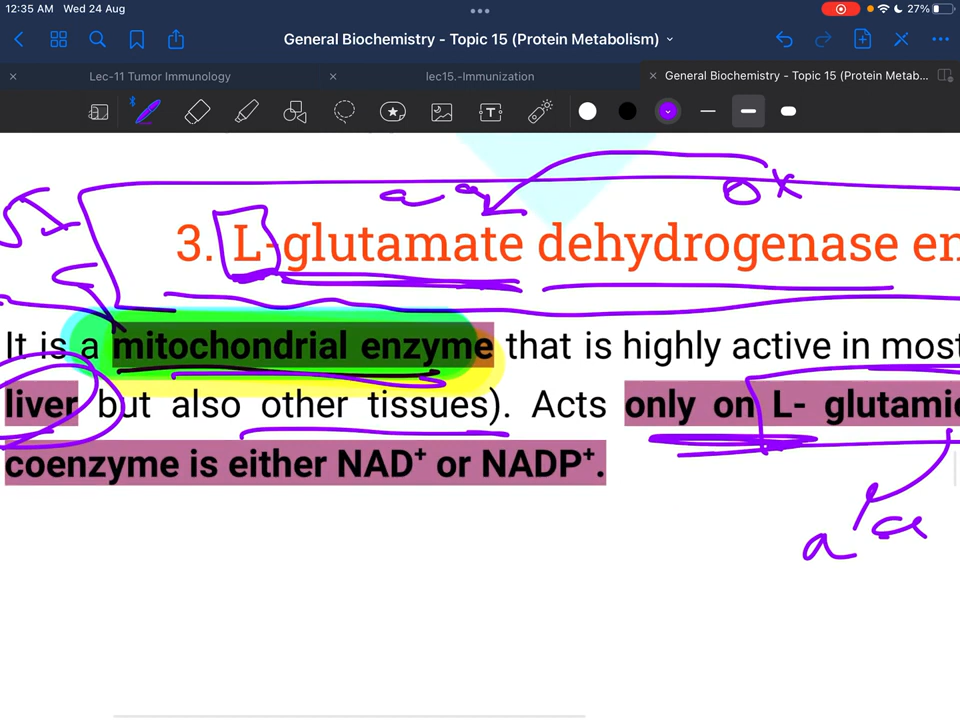 12:35 AM Wed 24 Aug 27%
General Biochemistry - Topic 15 (Protein Metabolism)
Lec-11 Tumor Immunology lec15.-Immunization General Biochemistry - Topic 15 (Protein Metab...
a a ox
3. L-glutamate dehydrogenase en
It is a mitochondrial enzyme that is highly active in most
liver but also other tissues). Acts only on L- glutamic
coenzyme is either NAD⁺ or NADP⁺.